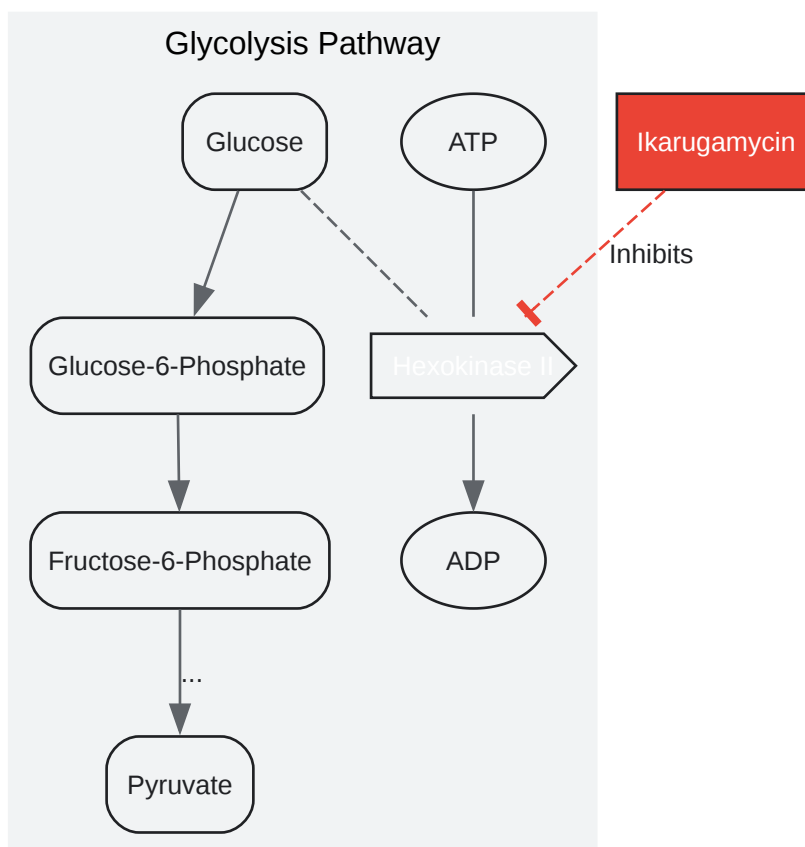 Glycolysis Pathway
Glucose
ATP
Ikarugamycin
Inhibits
Glucose-6-Phosphate
Hexokinase II
Fructose-6-Phosphate
ADP
...
Pyruvate